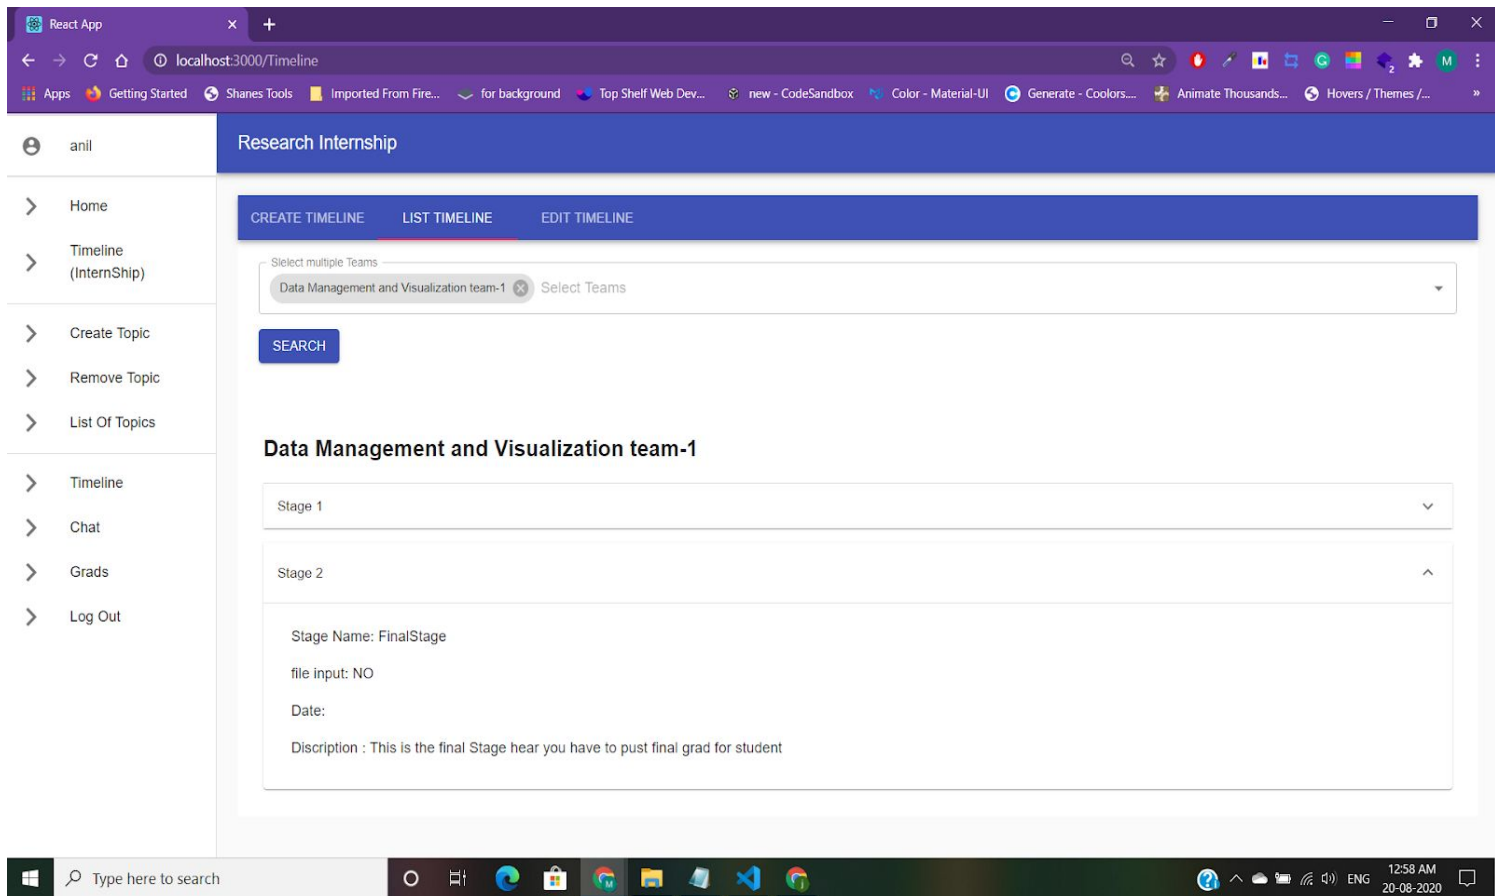 React App
localhost:3000/Timeline
Apps Getting Started Shanes Tools Imported From Fire... for background Top Shelf Web Dev... new - CodeSandbox Color - Material-UI Generate - Coolors.... Animate Thousands... Hovers / Themes /... »
anil
Research Internship
Home
Timeline
(InternShip)
Create Topic
Remove Topic
List Of Topics
Timeline
Chat
Grads
Log Out
CREATE TIMELINE LIST TIMELINE EDIT TIMELINE
Slelect multiple Teams
Data Management and Visualization team-1 Select Teams
SEARCH
Data Management and Visualization team-1
Stage 1
Stage 2
Stage Name: FinalStage
file input: NO
Date:
Discription : This is the final Stage hear you have to pust final grad for student
Type here to search
ENG
12:58 AM
20-08-2020